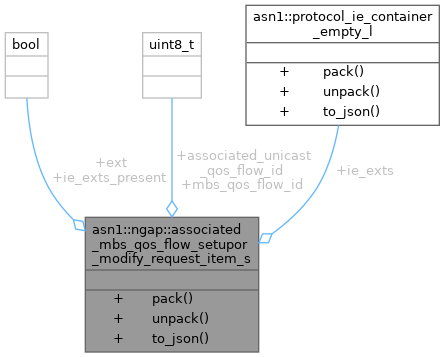 bool
uint8_t
asn1::protocol_ie_container
_empty_l
+ pack()
+ unpack()
+ to_json()
+ext
+ie_exts_present
+associated_unicast
_qos_flow_id
+mbs_qos_flow_id
+ie_exts
asn1::ngap::associated
_mbs_qos_flow_setupor
_modify_request_item_s
+ pack()
+ unpack()
+ to_json()